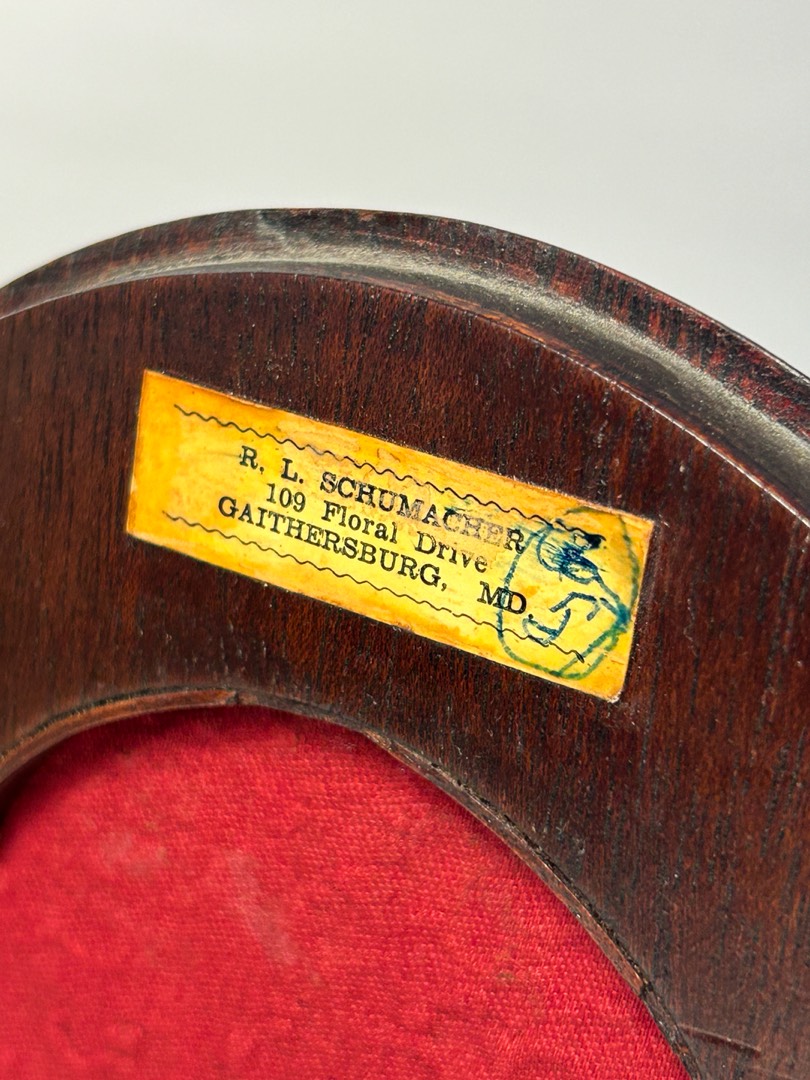 R. L. SCHUMACHER
109 Floral Drive
GAITHERSBURG, MD.